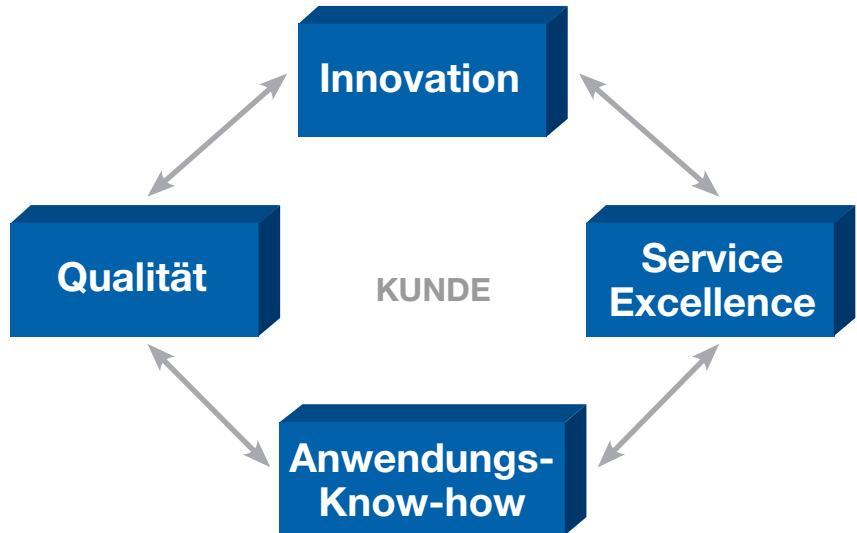 Innovation
Qualität
KUNDE
Service
Excellence
Anwendungs-
Know-how